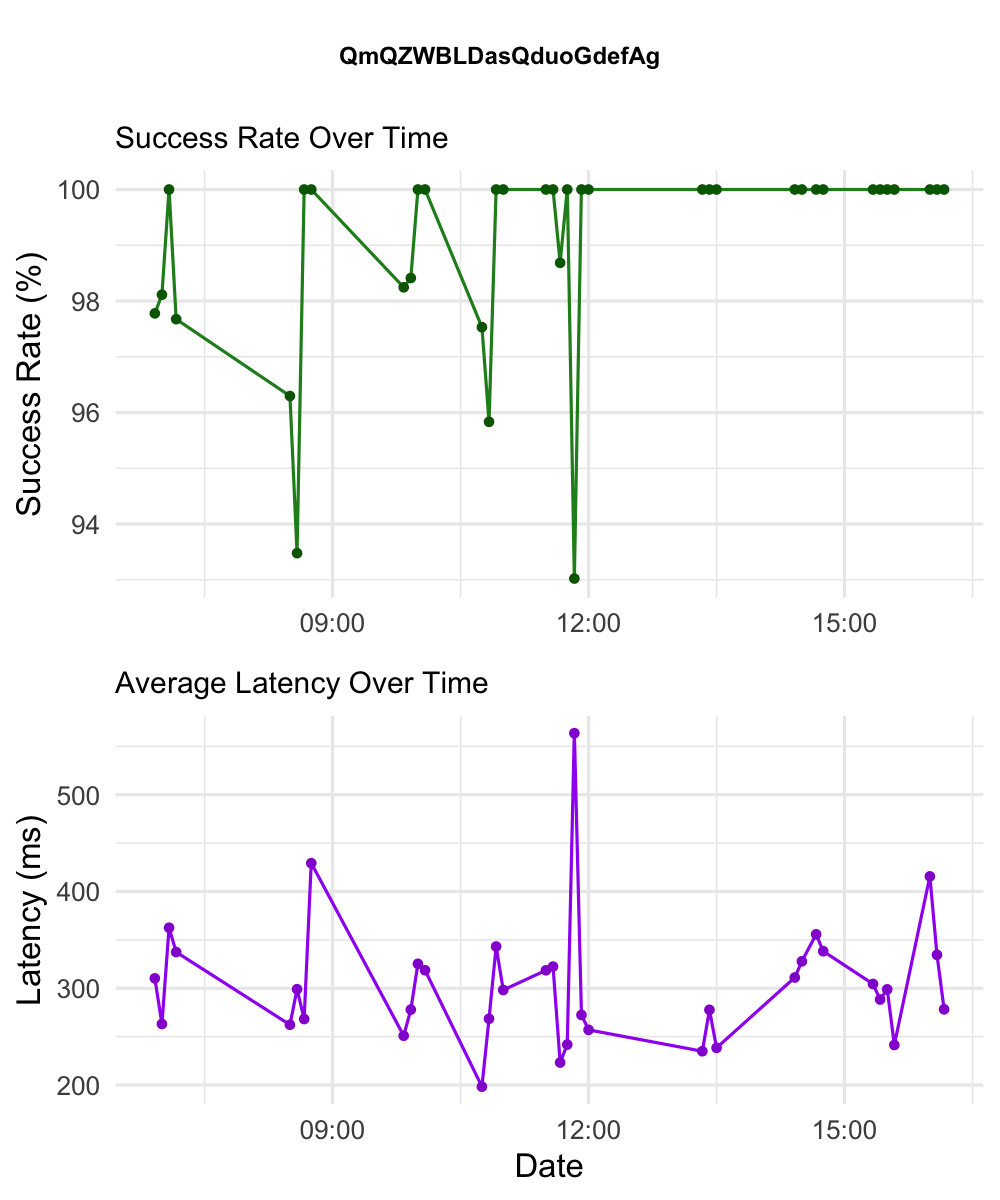 QmQZWBLDasQduoGdefAg
Success Rate Over Time
Success Rate (%)
100
98
96
94
09:00
12:00
15:00
Average Latency Over Time
Latency (ms)
500
400
300
200
09:00
12:00
15:00
Date